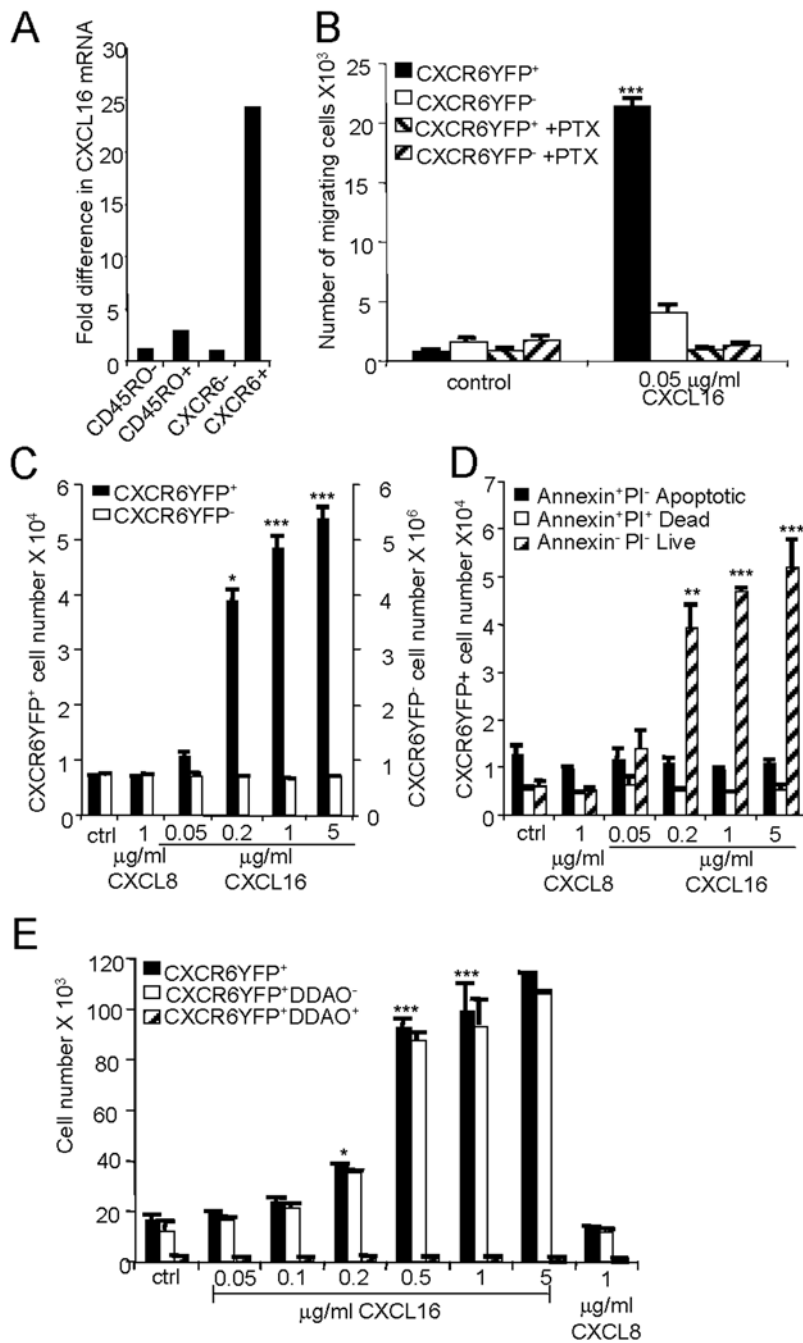 A
Fold difference in CXCL16 mRNA
30
25
20
15
10
5
0
CD45RO-
CD45RO+
CXCR6-
CXCR6+
B
Number of migrating cells X10³
25
20
15
10
5
0
CXCR6YFP⁺
CXCR6YFP⁻
CXCR6YFP⁺ +PTX
CXCR6YFP⁻ +PTX
***
control
0.05 µg/ml
CXCL16
C
CXCR6YFP⁺ cell number X 10⁴
6
5
4
3
2
1
0
CXCR6YFP⁺
CXCR6YFP⁻
*
***
***
6
5
4
3
2
1
0
CXCR6YFP⁻ cell number X 10⁶
ctrl 1 0.05 0.2 1 5
µg/ml µg/ml
CXCL8 CXCL16
D
CXCR6YFP+ cell number X 10⁴
7
6
5
4
2
1
0
Annexin⁺PI⁻ Apoptotic
Annexin⁺PI⁺ Dead
Annexin⁻ PI⁻ Live
**
***
***
ctrl 1 0.05 0.2 1 5
µg/ml µg/ml
CXCL8 CXCL16
E
Cell number X 10³
120
100
80
60
40
20
0
CXCR6YFP⁺
CXCR6YFP⁺DDAO⁻
CXCR6YFP⁺DDAO⁺
*
***
***
ctrl 0.05 0.1 0.2 0.5 1 5 1
µg/ml CXCL16 µg/ml
CXCL8